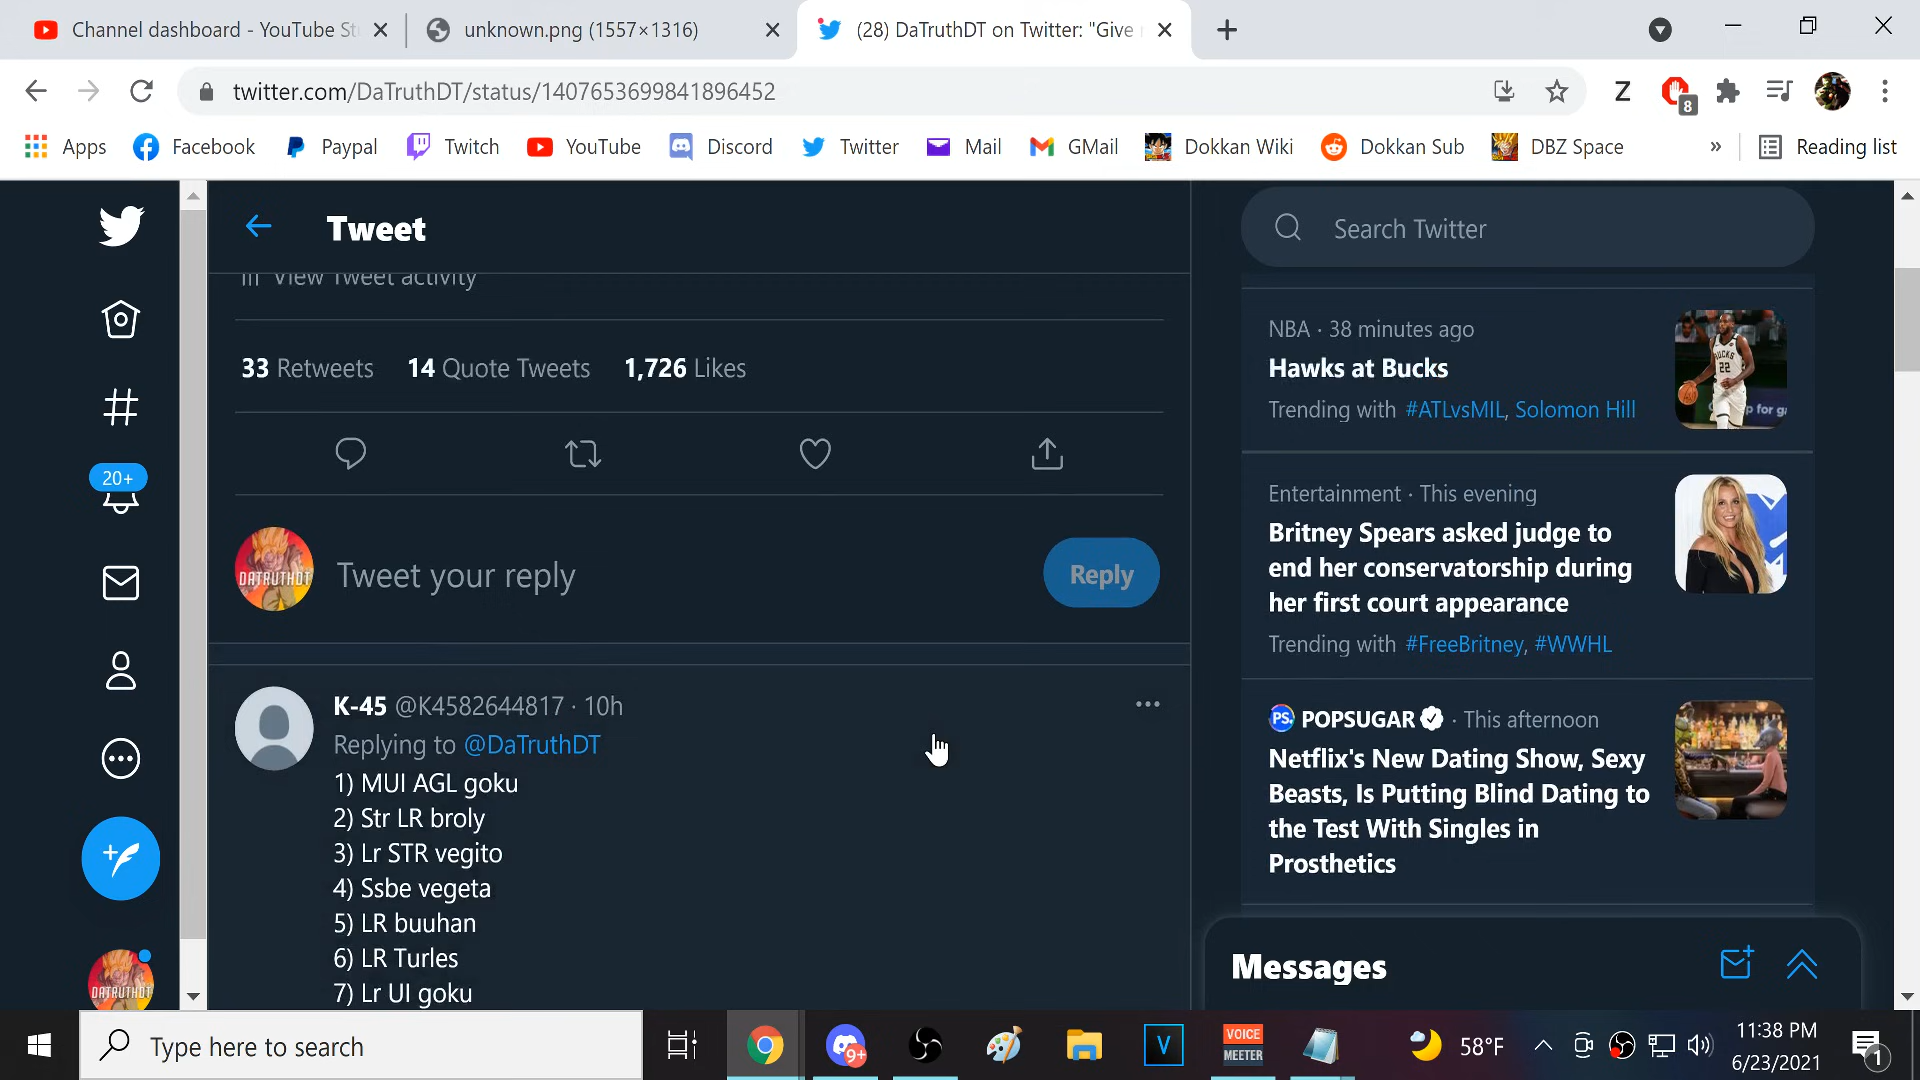 Channel dashboard - YouTube St
unknown.png (1557×1316)
(28) DaTruthDT on Twitter: "Give
twitter.com/DaTruthDT/status/1407653699841896452
Z
8
Apps
Facebook
Paypal
Twitch
YouTube
Discord
Twitter
Mail
GMail
Dokkan Wiki
Dokkan Sub
DBZ Space
»
Reading list
Tweet
View Tweet activity
33 Retweets 14 Quote Tweets 1,726 Likes
DATRUTHDT
Tweet your reply
Reply
K-45 @K4582644817 · 10h
Replying to @DaTruthDT
1) MUI AGL goku
2) Str LR broly
3) Lr STR vegito
4) Ssbe vegeta
5) LR buuhan
6) LR Turles
7) Lr UI goku
20+
DATRUTHDT
Search Twitter
NBA · 38 minutes ago
Hawks at Bucks
Trending with #ATLvsMIL, Solomon Hill
BUCKS
22
Entertainment · This evening
Britney Spears asked judge to
end her conservatorship during
her first court appearance
Trending with #FreeBritney, #WWHL
PS. POPSUGAR · This afternoon
Netflix's New Dating Show, Sexy
Beasts, Is Putting Blind Dating to
the Test With Singles in
Prosthetics
Messages
Type here to search
9+
V
VOICE
MEETER
58°F
11:38 PM
6/23/2021
1